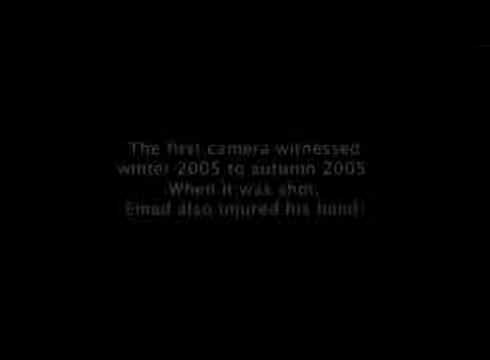 The first camera witnessed
winter 2005 to autumn 2005
When it was shot,
Emad also injured his hand